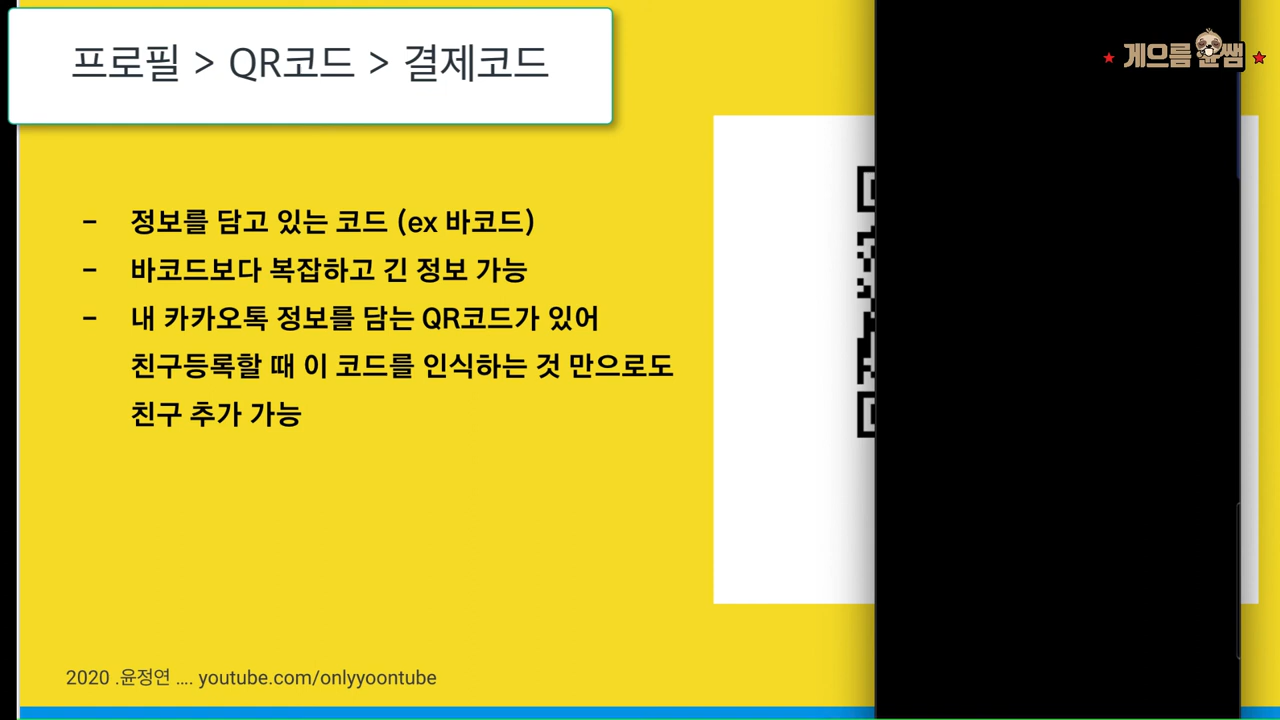 프로필 > QR코드 > 결제코드
게으름 윤쌤
- 정보를 담고 있는 코드 (ex 바코드)
- 바코드보다 복잡하고 긴 정보 가능
- 내 카카오톡 정보를 담는 QR코드가 있어
친구등록할 때 이 코드를 인식하는 것 만으로도
친구 추가 가능
2020 .윤정연 .... youtube.com/onlyyoontube